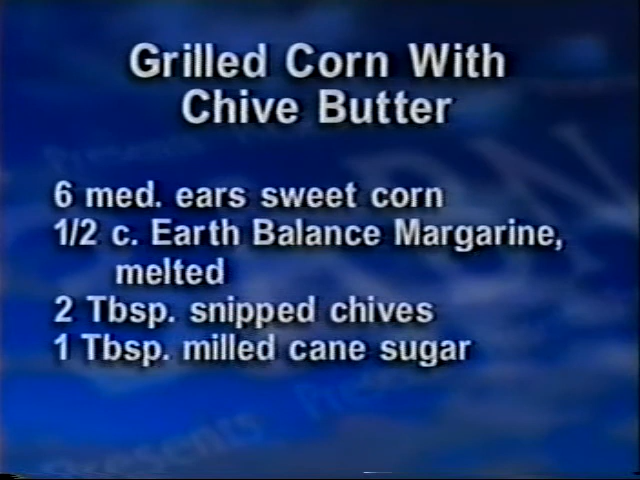 Grilled Corn With
Chive Butter
6 med. ears sweet corn
1/2 c. Earth Balance Margarine,
melted
2 Tbsp. snipped chives
1 Tbsp. milled cane sugar
Presents